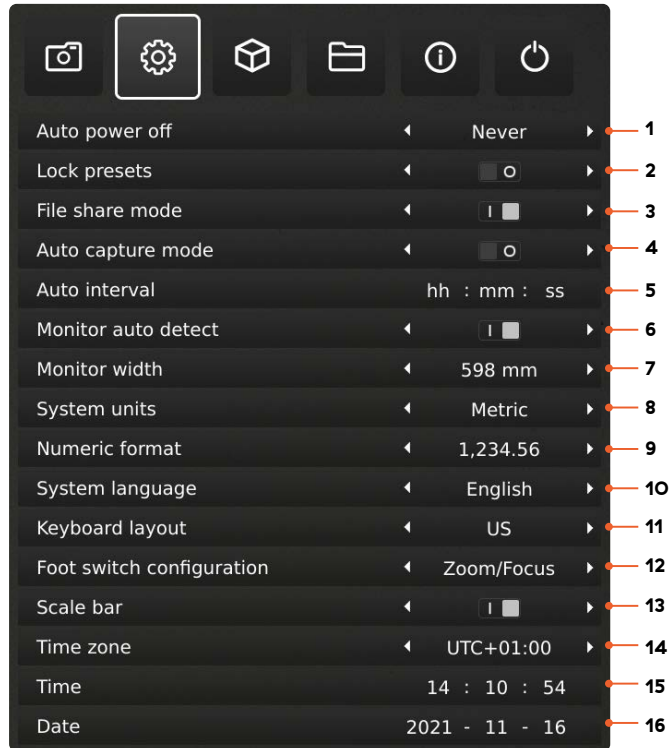 Auto power off Never 1
Lock presets O 2
File share mode I 3
Auto capture mode O 4
Auto interval hh : mm : ss 5
Monitor auto detect I 6
Monitor width 598 mm 7
System units Metric 8
Numeric format 1,234.56 9
System language English 10
Keyboard layout US 11
Foot switch configuration Zoom/Focus 12
Scale bar I 13
Time zone UTC+01:00 14
Time 14 : 10 : 54 15
Date 2021 - 11 - 16 16